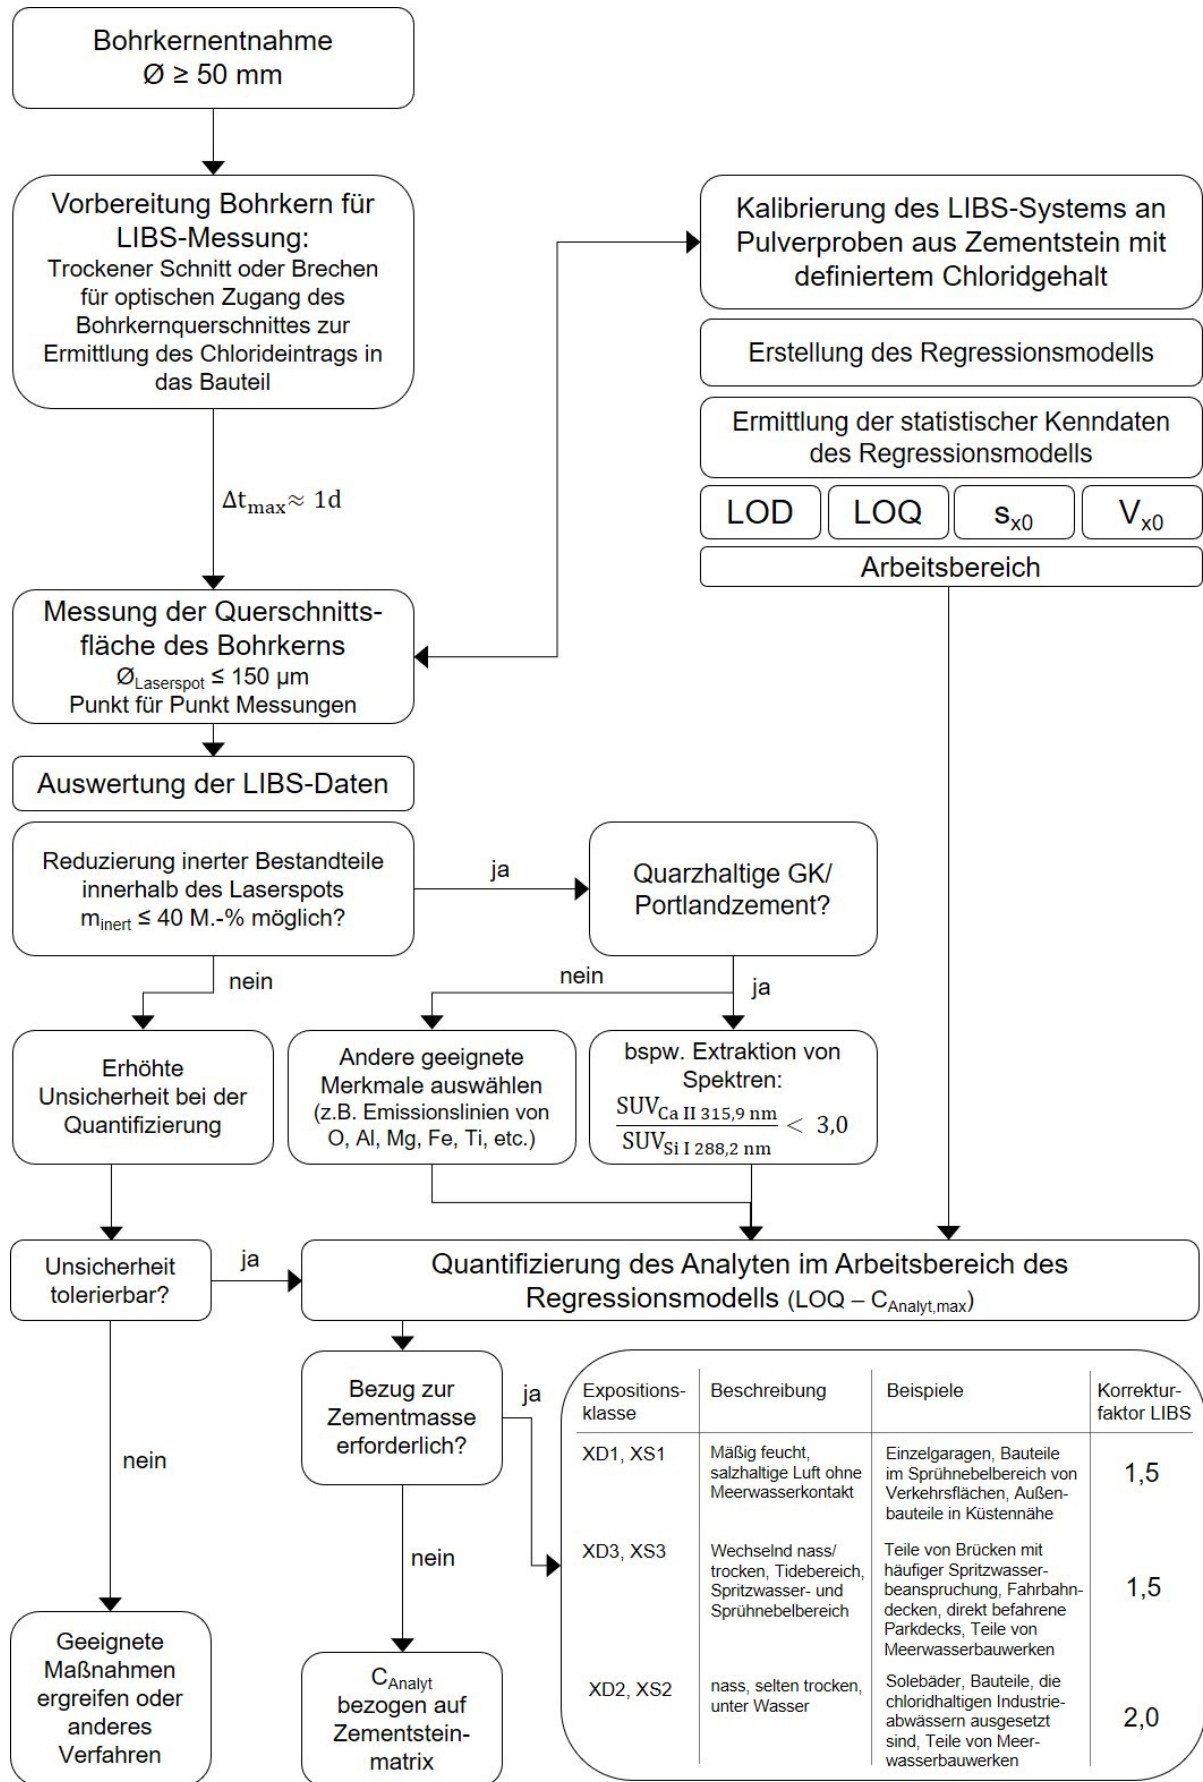 Bohrkernentnahme
Ø ≥ 50 mm
Vorbereitung Bohrkern für
LIBS-Messung:
Trockener Schnitt oder Brechen
für optischen Zugang des
Bohrkernquerschnittes zur
Ermittlung des Chlorideintrags in
das Bauteil
Kalibrierung des LIBS-Systems an
Pulverproben aus Zementstein mit
definiertem Chloridgehalt
Erstellung des Regressionsmodells
Ermittlung der statistischer Kenndaten
des Regressionsmodells
LOD
LOQ
s_x0
V_x0
Arbeitsbereich
Δt_max ≈ 1d
Messung der Querschnitts-
fläche des Bohrkerns
Ø_Laserspot ≤ 150 µm
Punkt für Punkt Messungen
Auswertung der LIBS-Daten
Reduzierung inerter Bestandteile
innerhalb des Laserspots
m_inert ≤ 40 M.-% möglich?
ja
Quarzhaltige GK/
Portlandzement?
nein
nein
ja
Erhöhte
Unsicherheit bei der
Quantifizierung
Andere geeignete
Merkmale auswählen
(z.B. Emissionslinien von
O, Al, Mg, Fe, Ti, etc.)
bspw. Extraktion von
Spektren:
SUV_Ca II 315,9 nm
SUV_Si I 288,2 nm
< 3,0
Unsicherheit
tolerierbar?
ja
Quantifizierung des Analyten im Arbeitsbereich des
Regressionsmodells (LOQ – C_Analyt,max)
nein
Geeignete
Maßnahmen
ergreifen oder
anderes
Verfahren
Bezug zur
Zementmasse
erforderlich?
ja
nein
C_Analyt
bezogen auf
Zementstein-
matrix
Expositions-
klasse
Beschreibung
Beispiele
Korrektur-
faktor LIBS
XD1, XS1
Mäßig feucht,
salzhaltige Luft ohne
Meerwasserkontakt
Einzelgaragen, Bauteile
im Sprühnebelbereich von
Verkehrsflächen, Außen-
bauteile in Küstennähe
1,5
XD3, XS3
Wechselnd nass/
trocken, Tidebereich,
Spritzwasser- und
Sprühnebelbereich
Teile von Brücken mit
häufiger Spritzwasser-
beanspruchung, Fahrbahn-
decken, direkt befahrene
Parkdecks, Teile von
Meerwasserbauwerken
1,5
XD2, XS2
nass, selten trocken,
unter Wasser
Solebäder, Bauteile, die
chloridhaltigen Industrie-
abwässern ausgesetzt
sind, Teile von Meer-
wasserbauwerken
2,0